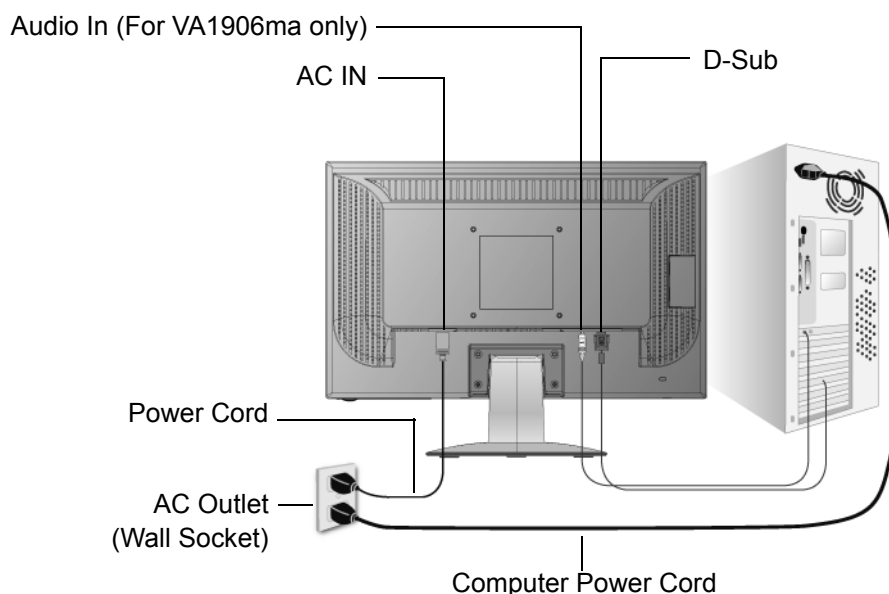 Audio In (For VA1906ma only)
AC IN
D-Sub
Power Cord
AC Outlet
(Wall Socket)
Computer Power Cord